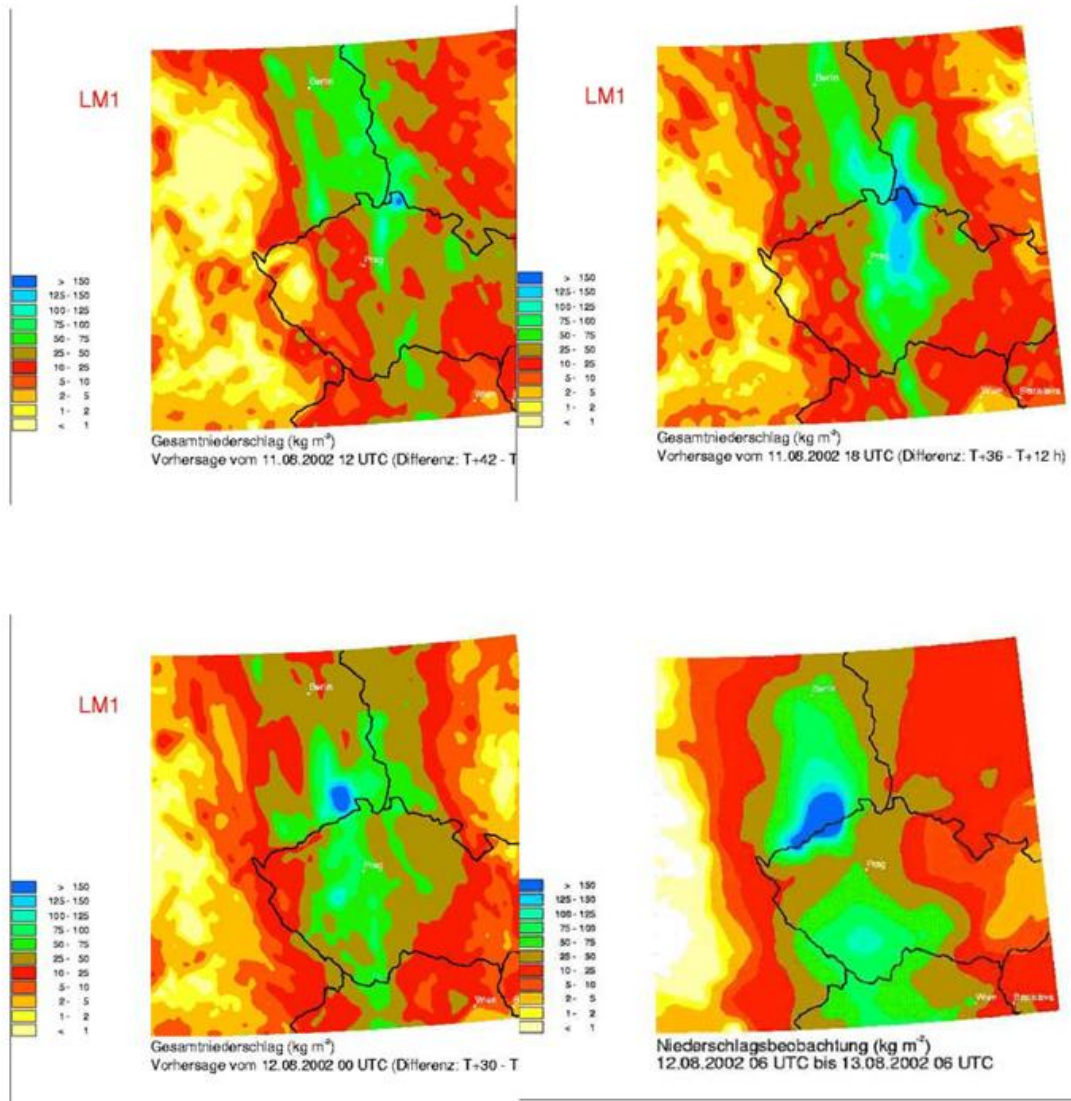 LM1
Berlin
Prag
Wien
> 150
125 - 150
100 - 125
75 - 100
50 - 75
25 - 50
10 - 25
5 - 10
2 - 5
1 - 2
< 1
Gesamtniederschlag (kg m⁻²)
Vorhersage vom 11.08.2002 12 UTC (Differenz: T+42 - T
LM1
Berlin
Prag
Wien Bratislava
> 150
125 - 150
100 - 125
75 - 100
50 - 75
25 - 50
10 - 25
5 - 10
2 - 5
1 - 2
< 1
Gesamtniederschlag (kg m⁻²)
Vorhersage vom 11.08.2002 18 UTC (Differenz: T+36 - T+12 h)
LM1
Berlin
Prag
Wien
> 150
125 - 150
100 - 125
75 - 100
50 - 75
25 - 50
10 - 25
5 - 10
2 - 5
1 - 2
< 1
Gesamtniederschlag (kg m⁻²)
Vorhersage vom 12.08.2002 00 UTC (Differenz: T+30 - T
Berlin
Prag
Wien Bratislava
> 150
125 - 150
100 - 125
75 - 100
50 - 75
25 - 50
10 - 25
5 - 10
2 - 5
1 - 2
< 1
Niederschlagsbeobachtung (kg m⁻²)
12.08.2002 06 UTC bis 13.08.2002 06 UTC